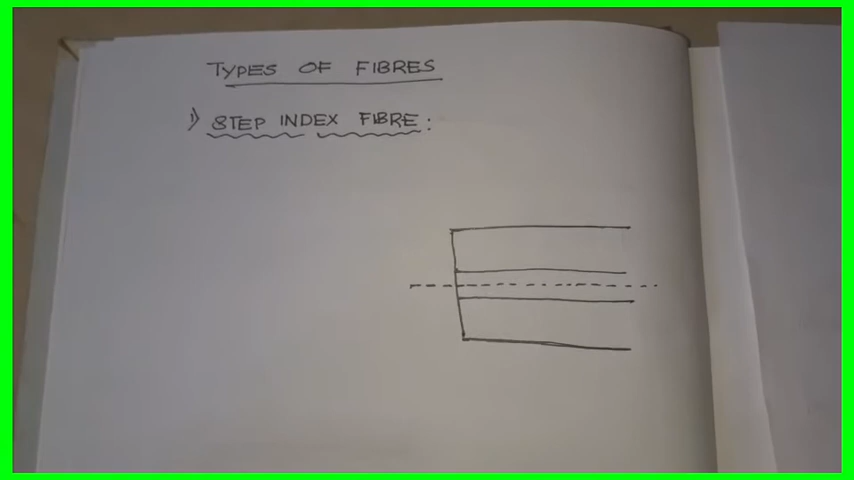 TYPES OF FIBRES
1) STEP INDEX FIBRE: